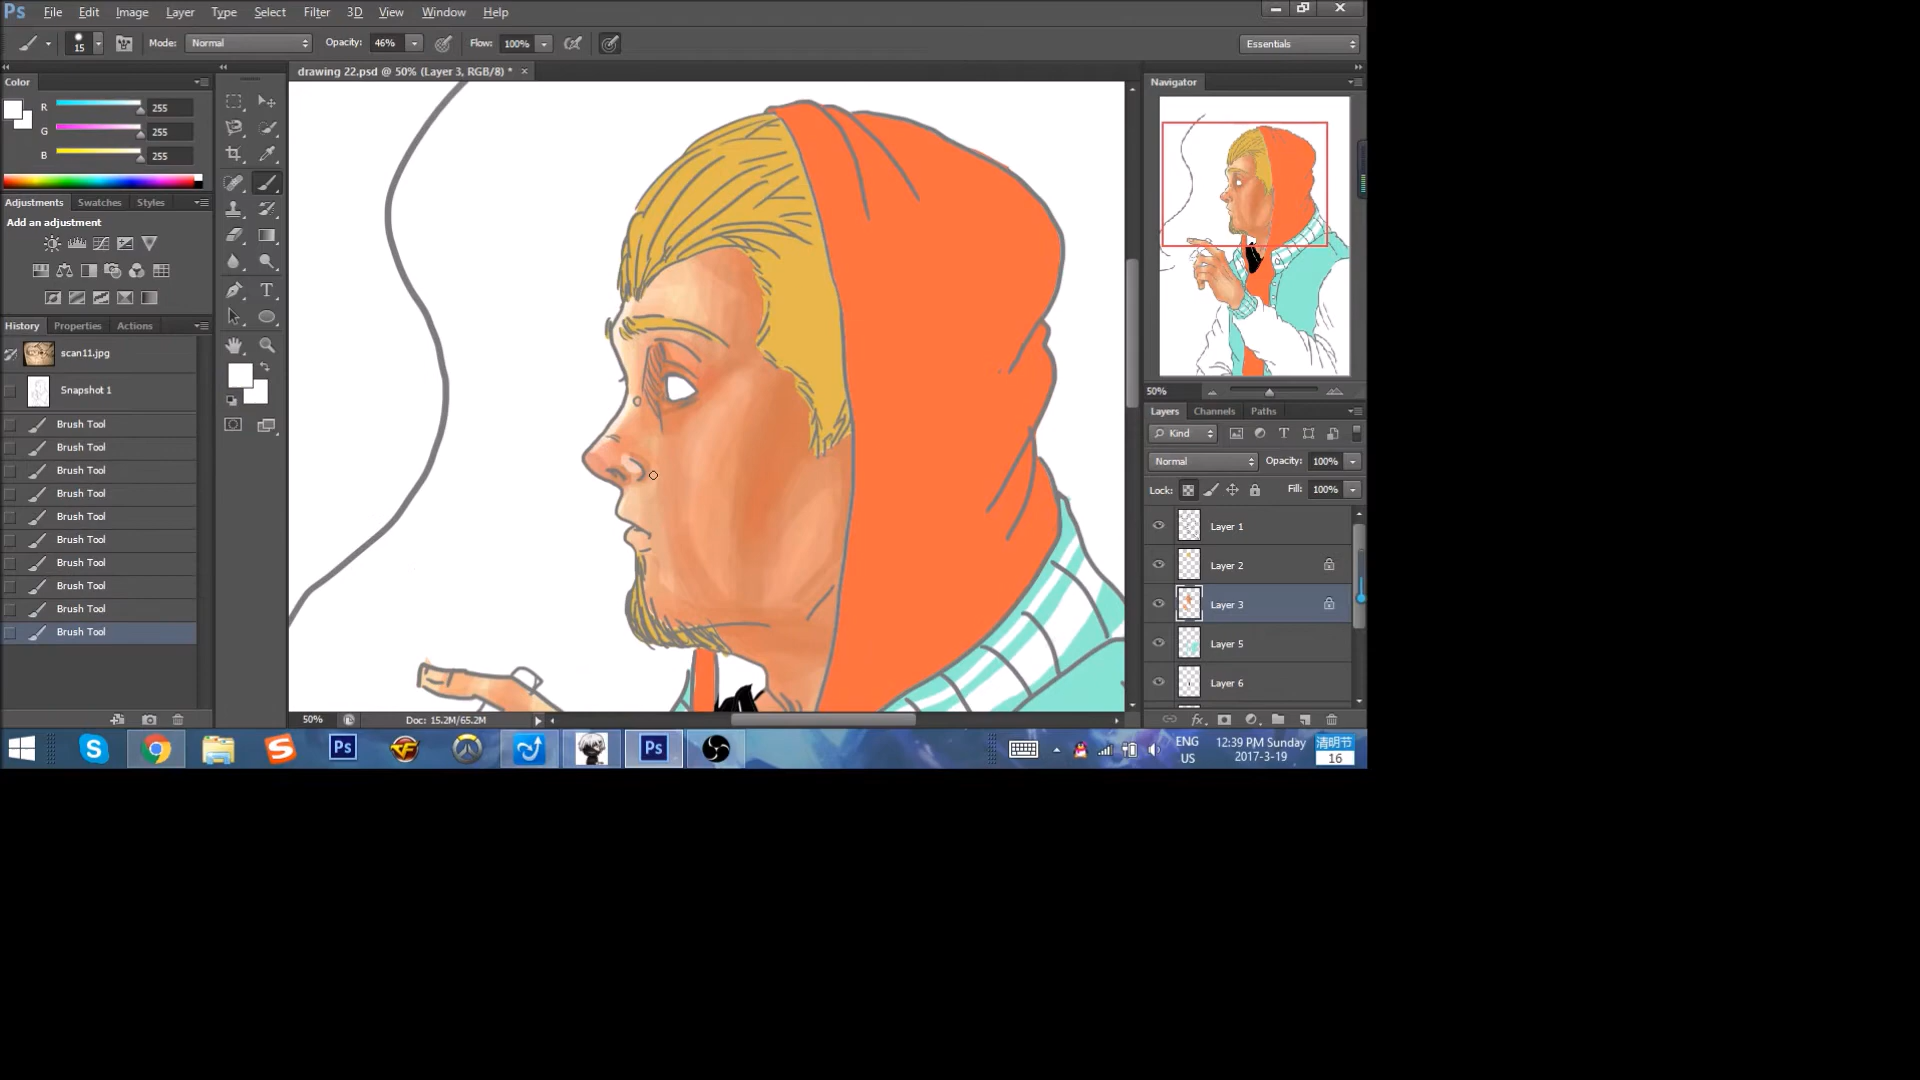 Ps File Edit Image Layer Type Select Filter 3D View Window Help
15 Mode: Normal Opacity: 46% Flow: 100% Essentials
drawing 22.psd @ 50% (Layer 3, RGB/8) * ×
Color
R 255
G 255
B 255
Adjustments Swatches Styles
Add an adjustment
History Properties Actions
scan11.jpg
Snapshot 1
Brush Tool
Brush Tool
Brush Tool
Brush Tool
Brush Tool
Brush Tool
Brush Tool
Brush Tool
Brush Tool
Brush Tool
T
Navigator
50%
Layers Channels Paths
Kind T
Normal Opacity: 100%
Lock: Fill: 100%
Layer 1
Layer 2
Layer 3
Layer 5
Layer 6
fx
50% Doc: 15.2M/65.2M
S S Ps Ps
ENG
US
12:39 PM Sunday
2017-3-19
清明节
16